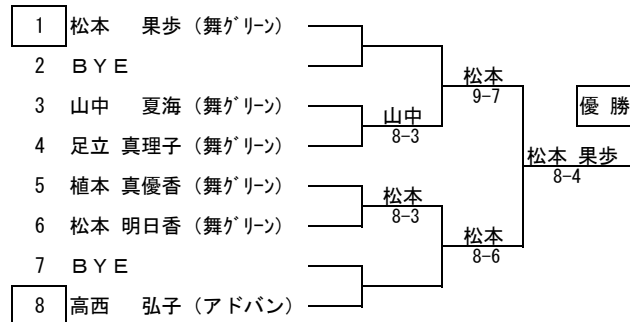 1 松本 果歩 (舞グリーン)
2 BYE
松本
9-7
3 山中 夏海 (舞グリーン)
山中
8-3
優 勝
4 足立 真理子 (舞グリーン)
松本 果歩
8-4
5 植本 真優香 (舞グリーン)
松本
8-3
6 松本 明日香 (舞グリーン)
松本
8-6
7 BYE
8 高西 弘子 (アドバン)